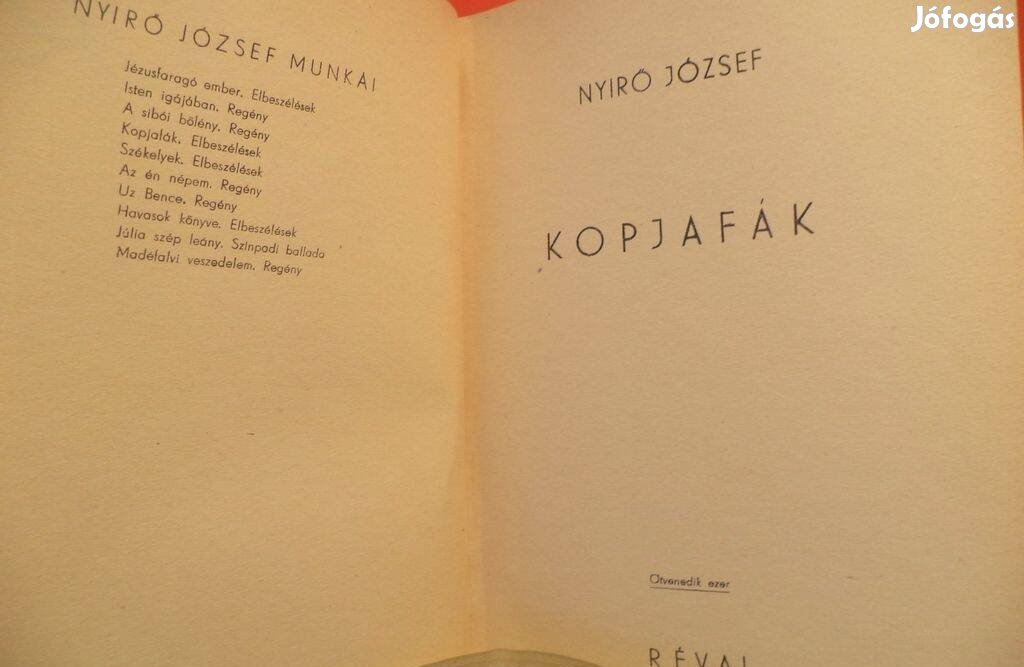 NYIRŐ JÓZSEF MUNKAI
Jézusfaragó ember. Elbeszélések
Isten igájában. Regény
A sibói bölény. Regény
Kopjafák. Elbeszélések
Székelyek. Elbeszélések
Az én népem. Regény
Uz Bence. Regény
Havasok könyve. Elbeszélések
Júlia szép leány. Szinpadi ballada
Madéfalvi veszedelem. Regény
Jófogás
NYIRŐ JÓZSEF
KOPJAFÁK
Ötvenedik ezer
RÉVAI